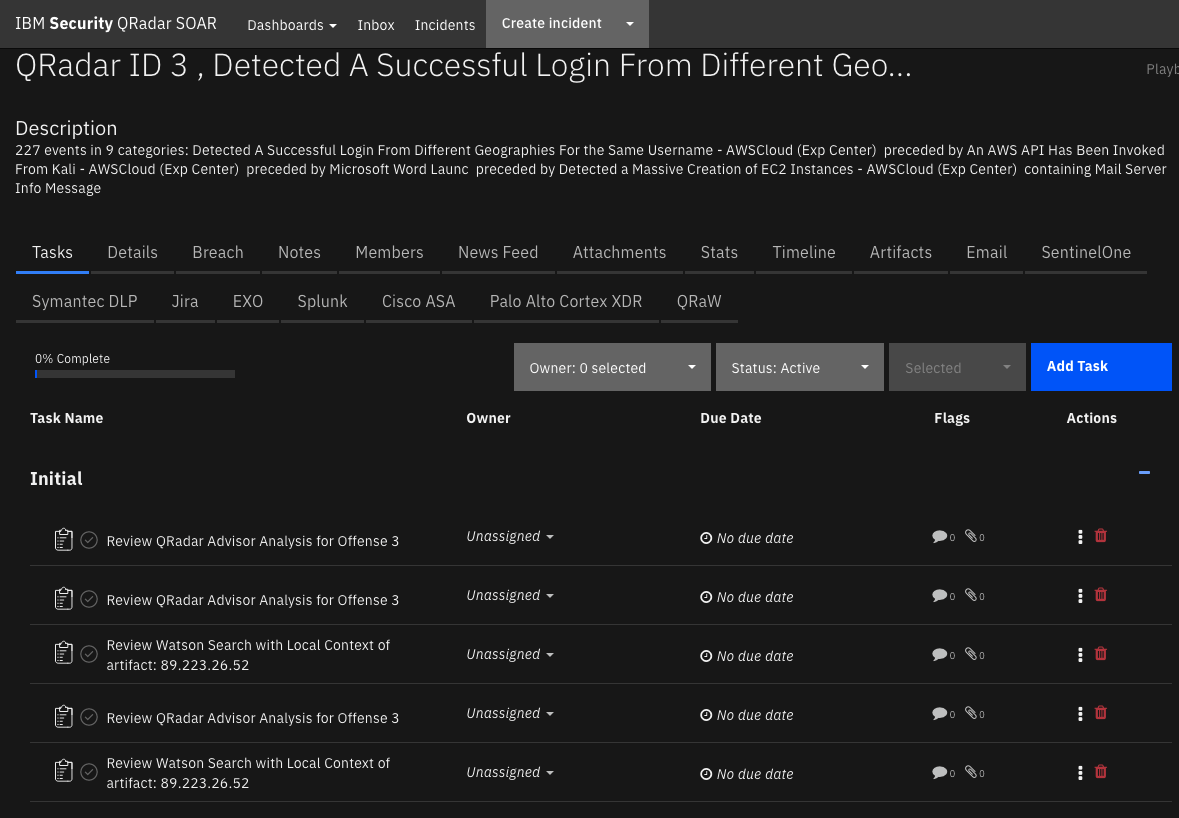 IBM Security QRadar SOAR Dashboards Inbox Incidents Create incident
QRadar ID 3 , Detected A Successful Login From Different Geo...
Playb
Description
227 events in 9 categories: Detected A Successful Login From Different Geographies For the Same Username - AWSCloud (Exp Center) preceded by An AWS API Has Been Invoked
From Kali - AWSCloud (Exp Center) preceded by Microsoft Word Launc preceded by Detected a Massive Creation of EC2 Instances - AWSCloud (Exp Center) containing Mail Server
Info Message
Tasks Details Breach Notes Members News Feed Attachments Stats Timeline Artifacts Email SentinelOne
Symantec DLP Jira EXO Splunk Cisco ASA Palo Alto Cortex XDR QRaW
0% Complete
Owner: 0 selected Status: Active Selected Add Task
Task Name Owner Due Date Flags Actions
Initial
Review QRadar Advisor Analysis for Offense 3 Unassigned No due date 0 0
Review QRadar Advisor Analysis for Offense 3 Unassigned No due date 0 0
Review Watson Search with Local Context of
artifact: 89.223.26.52 Unassigned No due date 0 0
Review QRadar Advisor Analysis for Offense 3 Unassigned No due date 0 0
Review Watson Search with Local Context of
artifact: 89.223.26.52 Unassigned No due date 0 0